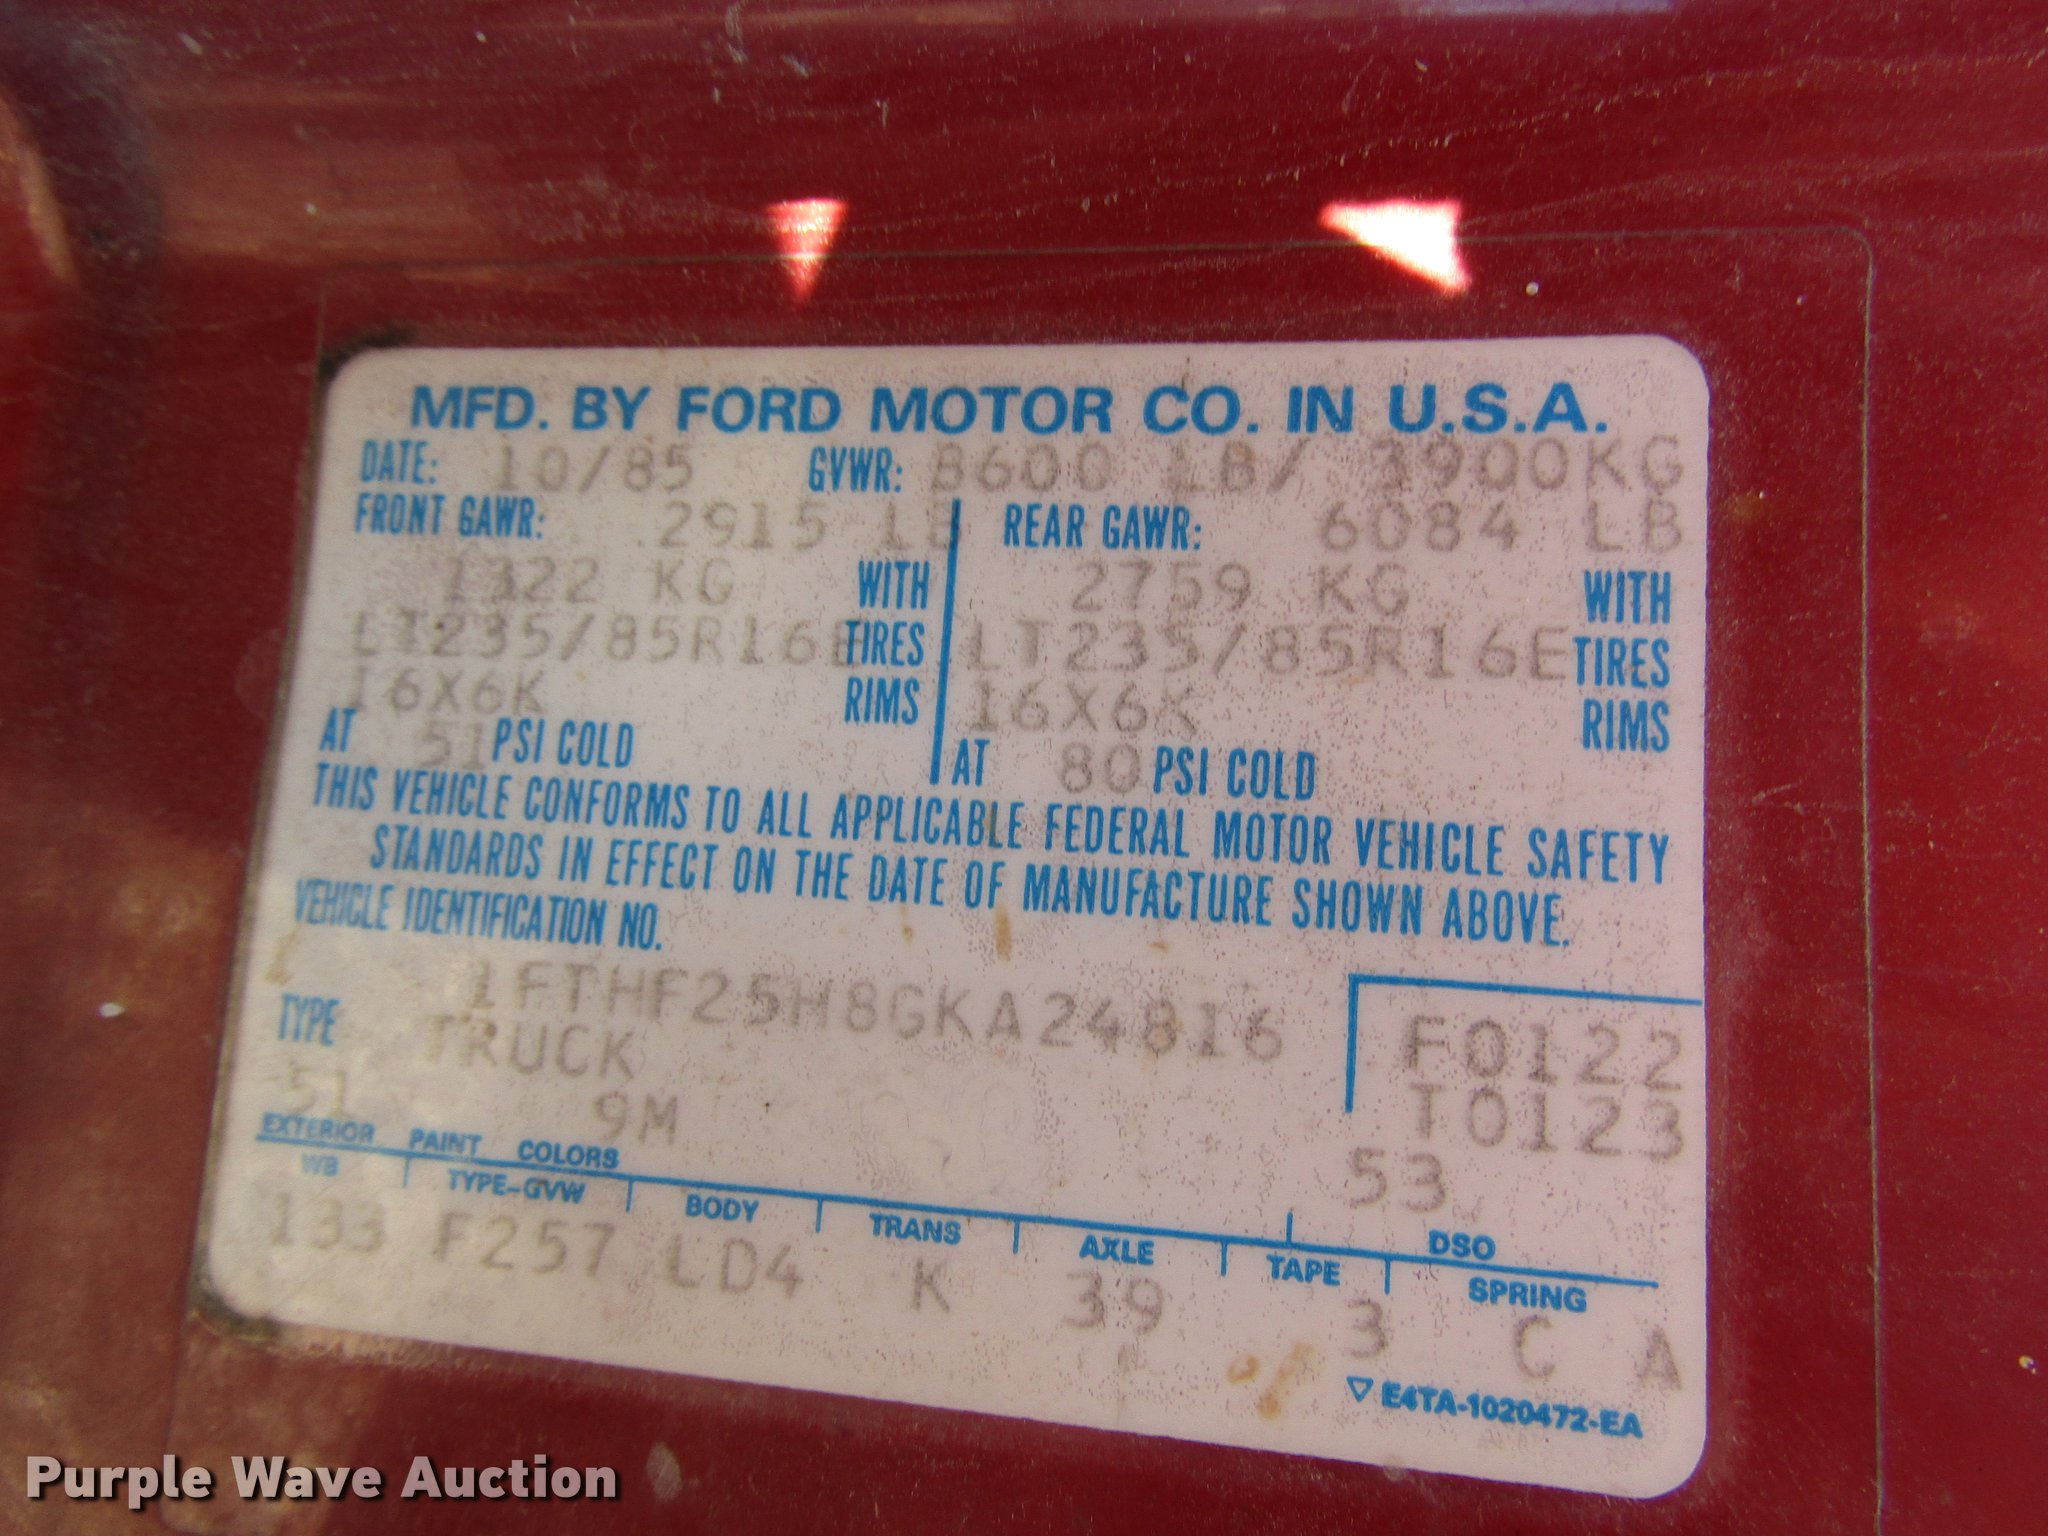 MFD. BY FORD MOTOR CO. IN U.S.A.
DATE: 10/85 GVWR: 8600 LB/ 3900KG
FRONT GAWR: 2915 LB REAR GAWR: 6084 LB
1322 KG WITH 2759 KG WITH
LT235/85R16E TIRES LT235/85R16E TIRES
16X6K RIMS 16X6K RIMS
AT 51 PSI COLD AT 80 PSI COLD
THIS VEHICLE CONFORMS TO ALL APPLICABLE FEDERAL MOTOR VEHICLE SAFETY
STANDARDS IN EFFECT ON THE DATE OF MANUFACTURE SHOWN ABOVE.
VEHICLE IDENTIFICATION NO.
1FTHF25H8GKA24816
TYPE TRUCK F0122
51 9M T0123
EXTERIOR PAINT COLORS 53
WB TYPE-GVW BODY TRANS AXLE TAPE DSO SPRING
133 F257 LD4 K 39 3 C A
▽ E4TA-1020472-EA
Purple Wave Auction